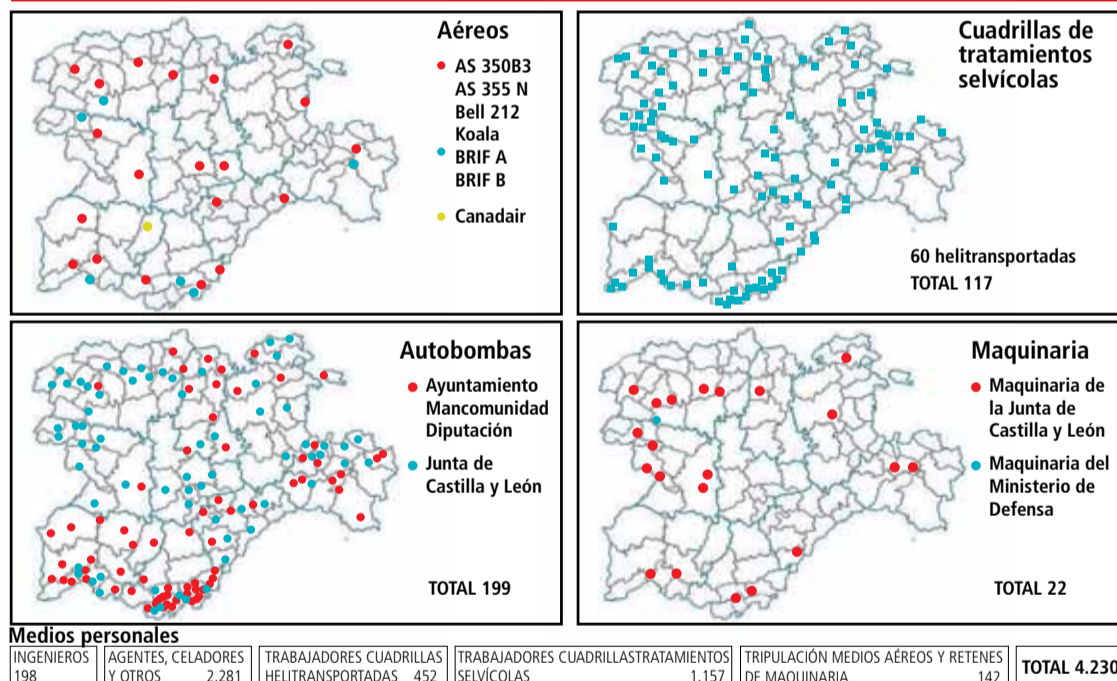 Aéreos
AS 350B3
AS 355 N
Bell 212
Koala
BRIF A
BRIF B
Canadair
Cuadrillas de
tratamientos
selvícolas
60 helitransportadas
TOTAL 117
Autobombas
Ayuntamiento
Mancomunidad
Diputación
Junta de
Castilla y León
TOTAL 199
Maquinaria
Maquinaria de
la Junta de
Castilla y León
Maquinaria del
Ministerio de
Defensa
TOTAL 22
Medios personales
INGENIEROS
198
AGENTES, CELADORES
Y OTROS 2.281
TRABAJADORES CUADRILLAS
HELITRANSPORTADAS 452
TRABAJADORES CUADRILLASTRATAMIENTOS
SELVÍCOLAS 1.157
TRIPULACIÓN MEDIOS AÉREOS Y RETENES
DE MAQUINARIA 142
TOTAL 4.230